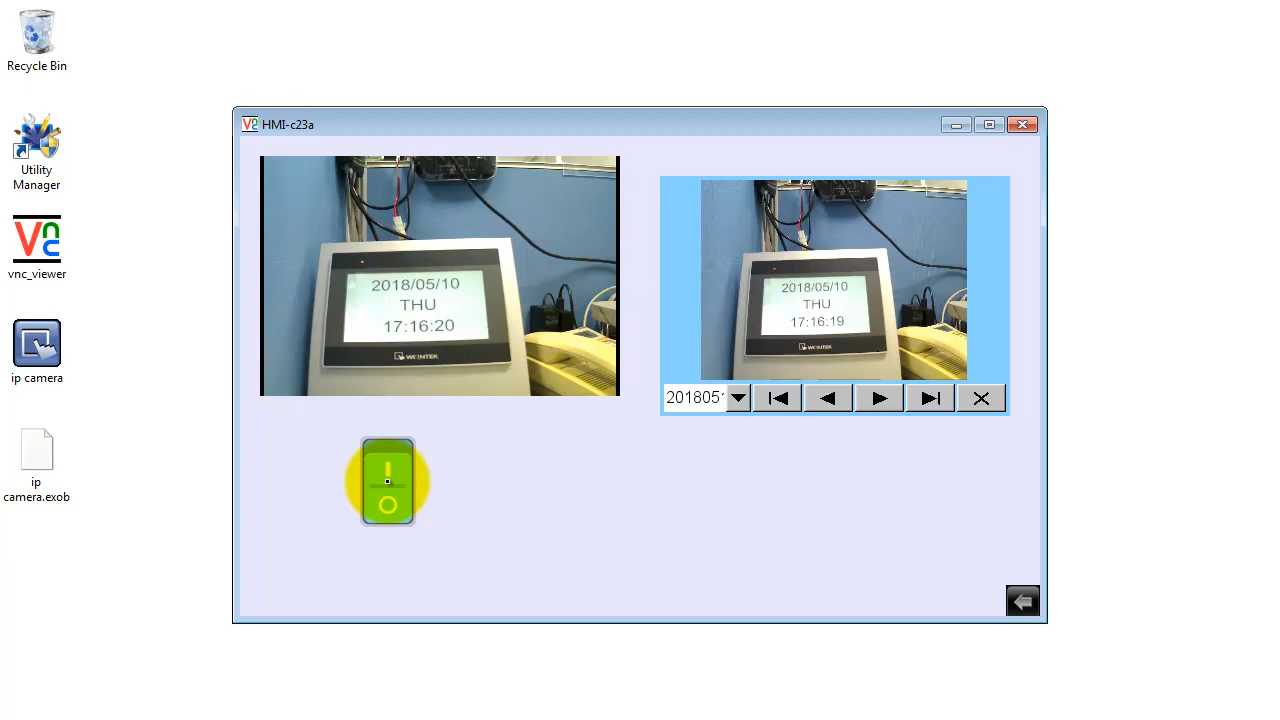 Recycle Bin
Utility
Manager
vnc_viewer
ip camera
ip
camera.exob
HMI-c23a
2018/05/10
THU
17:16:20
WEINTEK
2018/05/10
THU
17:16:19
WEINTEK
201805